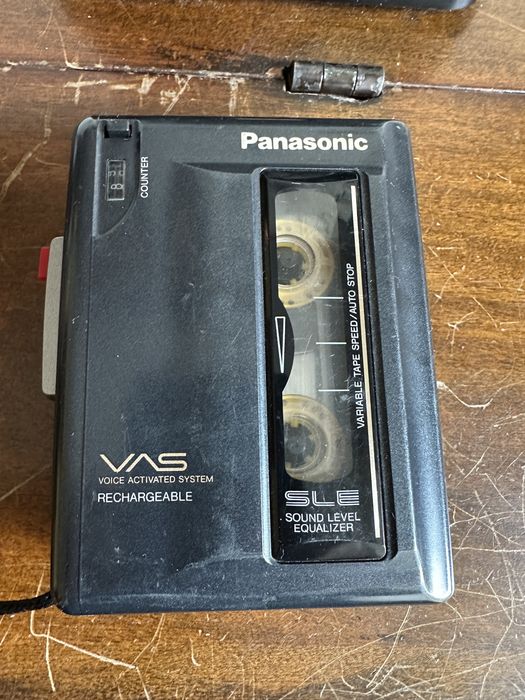 Panasonic
COUNTER
VARIABLE TAPE SPEED/AUTO STOP
VAS
VOICE ACTIVATED SYSTEM
RECHARGEABLE
SLE
SOUND LEVEL
EQUALIZER